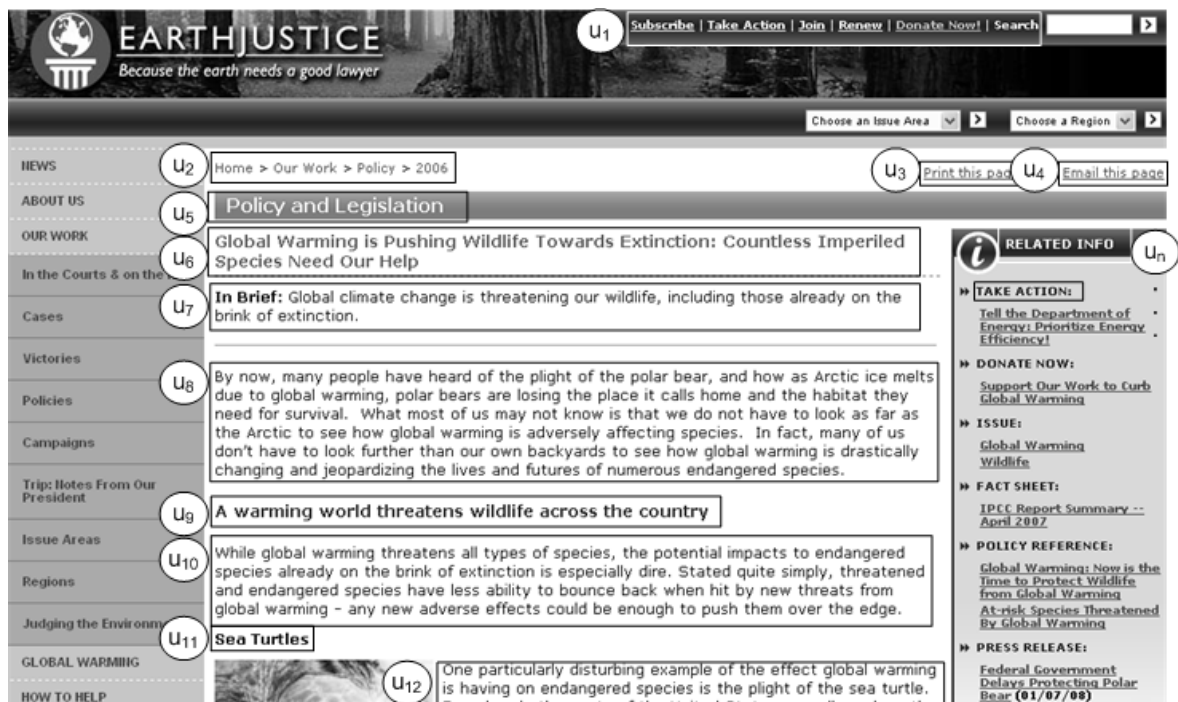 EARTHJUSTICE
Because the earth needs a good lawyer
u1
Subscribe | Take Action | Join | Renew | Donate Now! | Search
Choose an Issue Area
Choose a Region
NEWS
ABOUT US
OUR WORK
In the Courts & on the
Cases
Victories
Policies
Campaigns
Trip: Notes From Our
President
Issue Areas
Regions
Judging the Environm
GLOBAL WARMING
HOW TO HELP
u2
Home > Our Work > Policy > 2006
u3
Print this pag
u4
Email this page
u5
Policy and Legislation
u6
Global Warming is Pushing Wildlife Towards Extinction: Countless Imperiled
Species Need Our Help
u7
In Brief: Global climate change is threatening our wildlife, including those already on the
brink of extinction.
u8
By now, many people have heard of the plight of the polar bear, and how as Arctic ice melts
due to global warming, polar bears are losing the place it calls home and the habitat they
need for survival. What most of us may not know is that we do not have to look as far as
the Arctic to see how global warming is adversely affecting species. In fact, many of us
don't have to look further than our own backyards to see how global warming is drastically
changing and jeopardizing the lives and futures of numerous endangered species.
u9
A warming world threatens wildlife across the country
u10
While global warming threatens all types of species, the potential impacts to endangered
species already on the brink of extinction is especially dire. Stated quite simply, threatened
and endangered species have less ability to bounce back when hit by new threats from
global warming – any new adverse effects could be enough to push them over the edge.
u11
Sea Turtles
u12
One particularly disturbing example of the effect global warming
is having on endangered species is the plight of the sea turtle.
i
RELATED INFO
un
TAKE ACTION:
Tell the Department of
Energy: Prioritize Energy
Efficiency!
DONATE NOW:
Support Our Work to Curb
Global Warming
ISSUE:
Global Warming
Wildlife
FACT SHEET:
IPCC Report Summary --
April 2007
POLICY REFERENCE:
Global Warming: Now is the
Time to Protect Wildlife
from Global Warming
At-risk Species Threatened
By Global Warming
PRESS RELEASE:
Federal Government
Delays Protecting Polar
Bear (01/07/08)